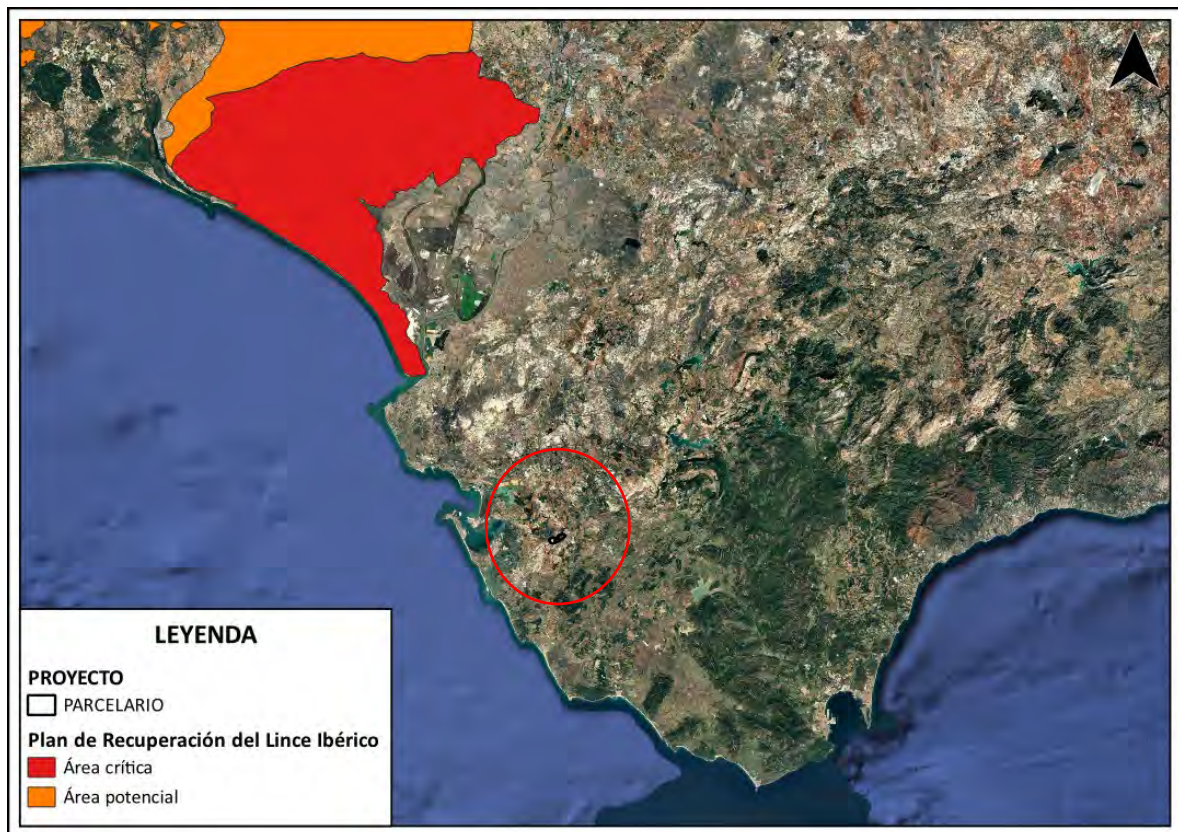 LEYENDA
PROYECTO
PARCELARIO
Plan de Recuperación del Lince Ibérico
Área crítica
Área potencial